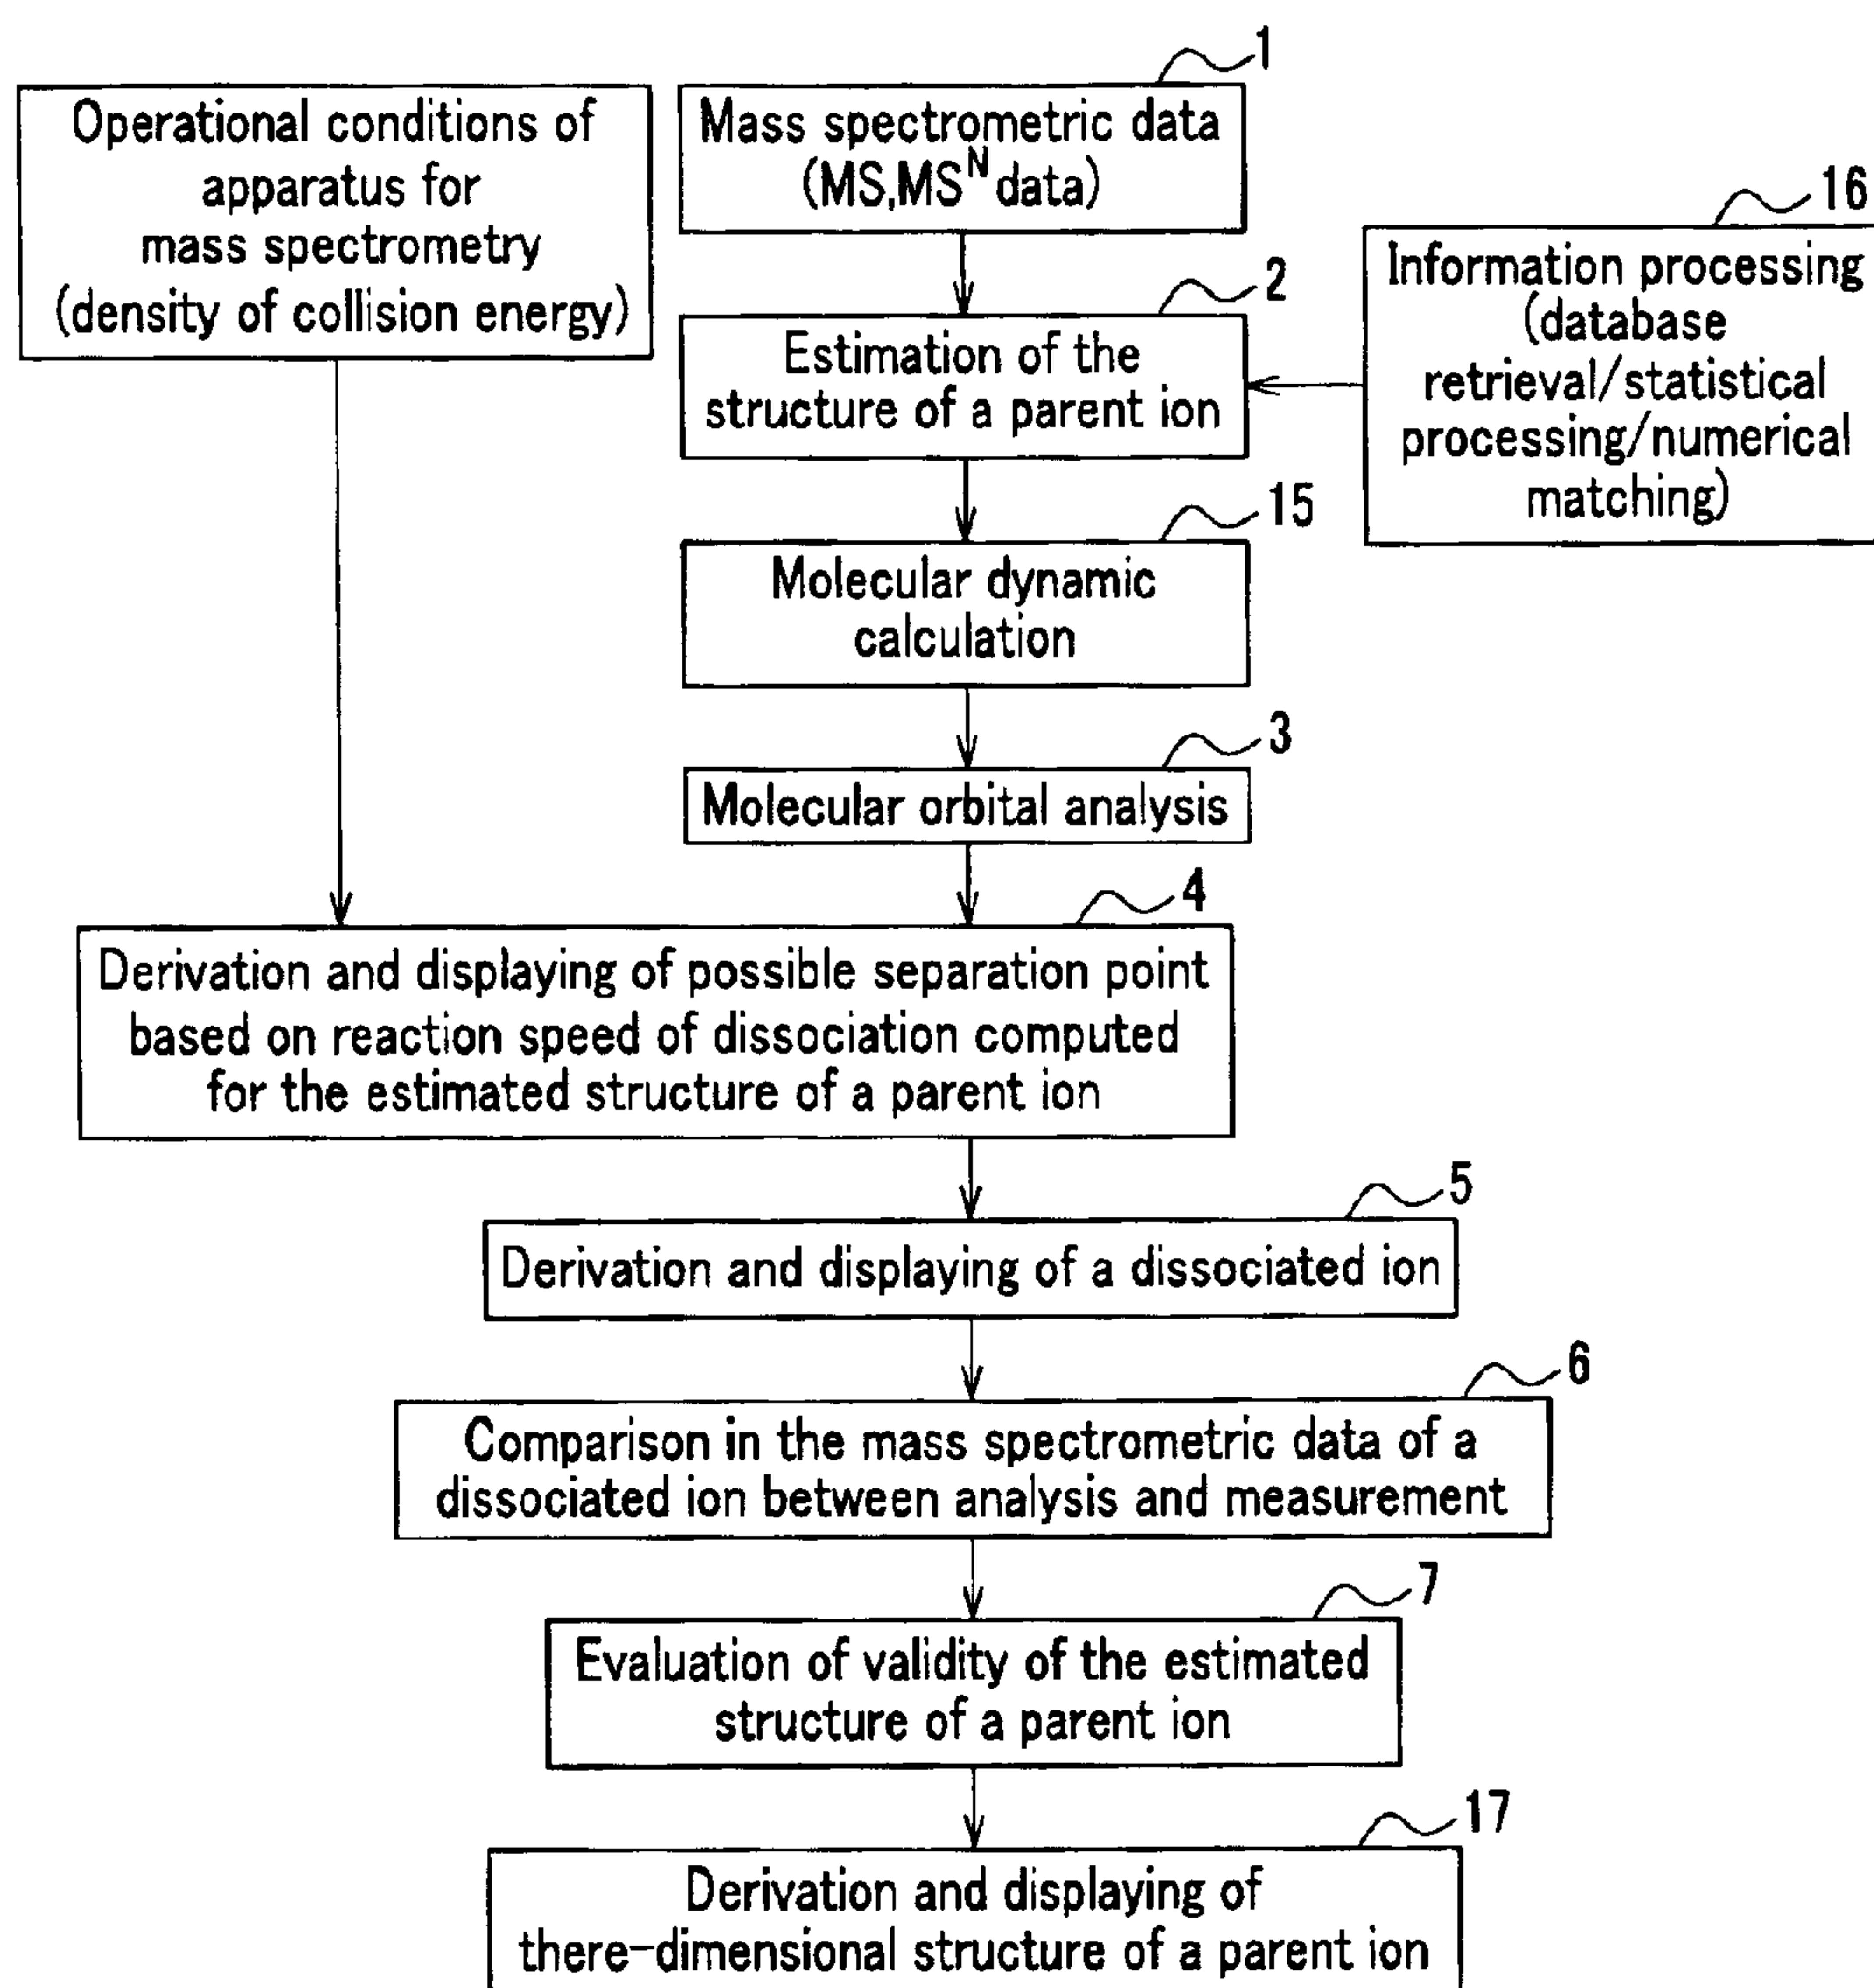 1
Operational conditions of
apparatus for
mass spectrometry
(density of collision energy)
Mass spectrometric data
(MS,MS^N data)
16
Information processing
(database
retrieval/statistical
processing/numerical
matching)
2
Estimation of the
structure of a parent ion
15
Molecular dynamic
calculation
3
Molecular orbital analysis
4
Derivation and displaying of possible separation point
based on reaction speed of dissociation computed
for the estimated structure of a parent ion
5
Derivation and displaying of a dissociated ion
6
Comparison in the mass spectrometric data of a
dissociated ion between analysis and measurement
7
Evaluation of validity of the estimated
structure of a parent ion
17
Derivation and displaying of
there-dimensional structure of a parent ion